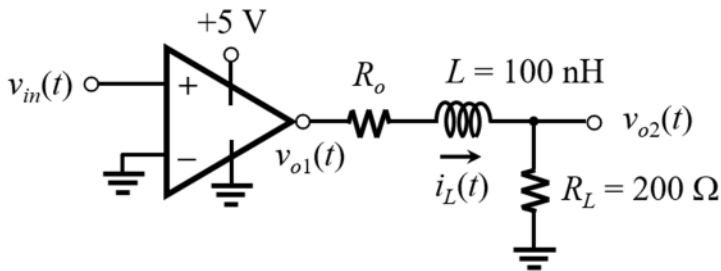 +5 V
v_in(t)
+
−
R_o
L = 100 nH
v_o1(t)
i_L(t)
v_o2(t)
R_L = 200 Ω